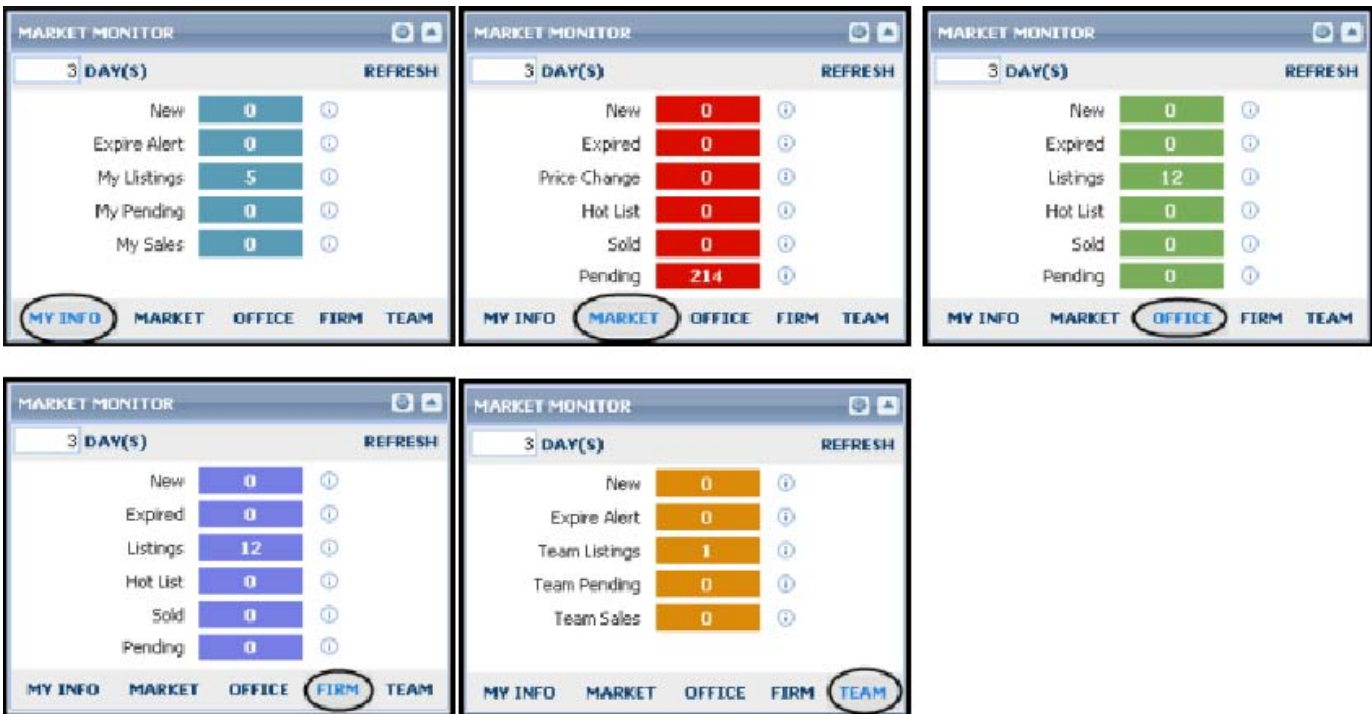 MARKET MONITOR
3 DAY(S) REFRESH
New 0
Expire Alert 0
My Listings 5
My Pending 0
My Sales 0
MY INFO MARKET OFFICE FIRM TEAM
MARKET MONITOR
3 DAY(S) REFRESH
New 0
Expired 0
Price Change 0
Hot List 0
Sold 0
Pending 214
MY INFO MARKET OFFICE FIRM TEAM
MARKET MONITOR
3 DAY(S) REFRESH
New 0
Expired 0
Listings 12
Hot List 0
Sold 0
Pending 0
MY INFO MARKET OFFICE FIRM TEAM
MARKET MONITOR
3 DAY(S) REFRESH
New 0
Expired 0
Listings 12
Hot List 0
Sold 0
Pending 0
MY INFO MARKET OFFICE FIRM TEAM
MARKET MONITOR
3 DAY(S) REFRESH
New 0
Expire Alert 0
Team Listings 1
Team Pending 0
Team Sales 0
MY INFO MARKET OFFICE FIRM TEAM